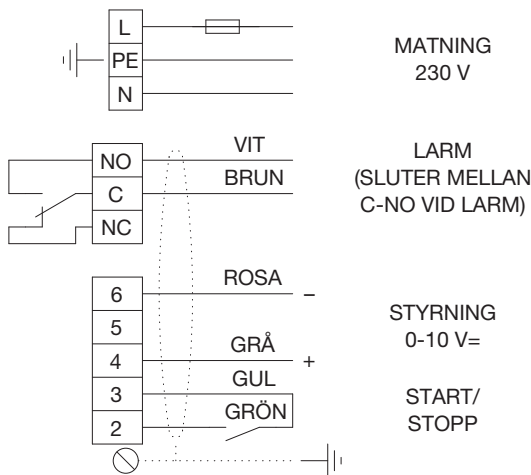 L
PE
N
MATNING
230 V
NO
C
NC
VIT
BRUN
LARM
(SLUTER MELLAN
C-NO VID LARM)
6
5
4
3
2
ROSA
−
GRÅ
+
GUL
GRÖN
STYRNING
0-10 V=
START/
STOPP